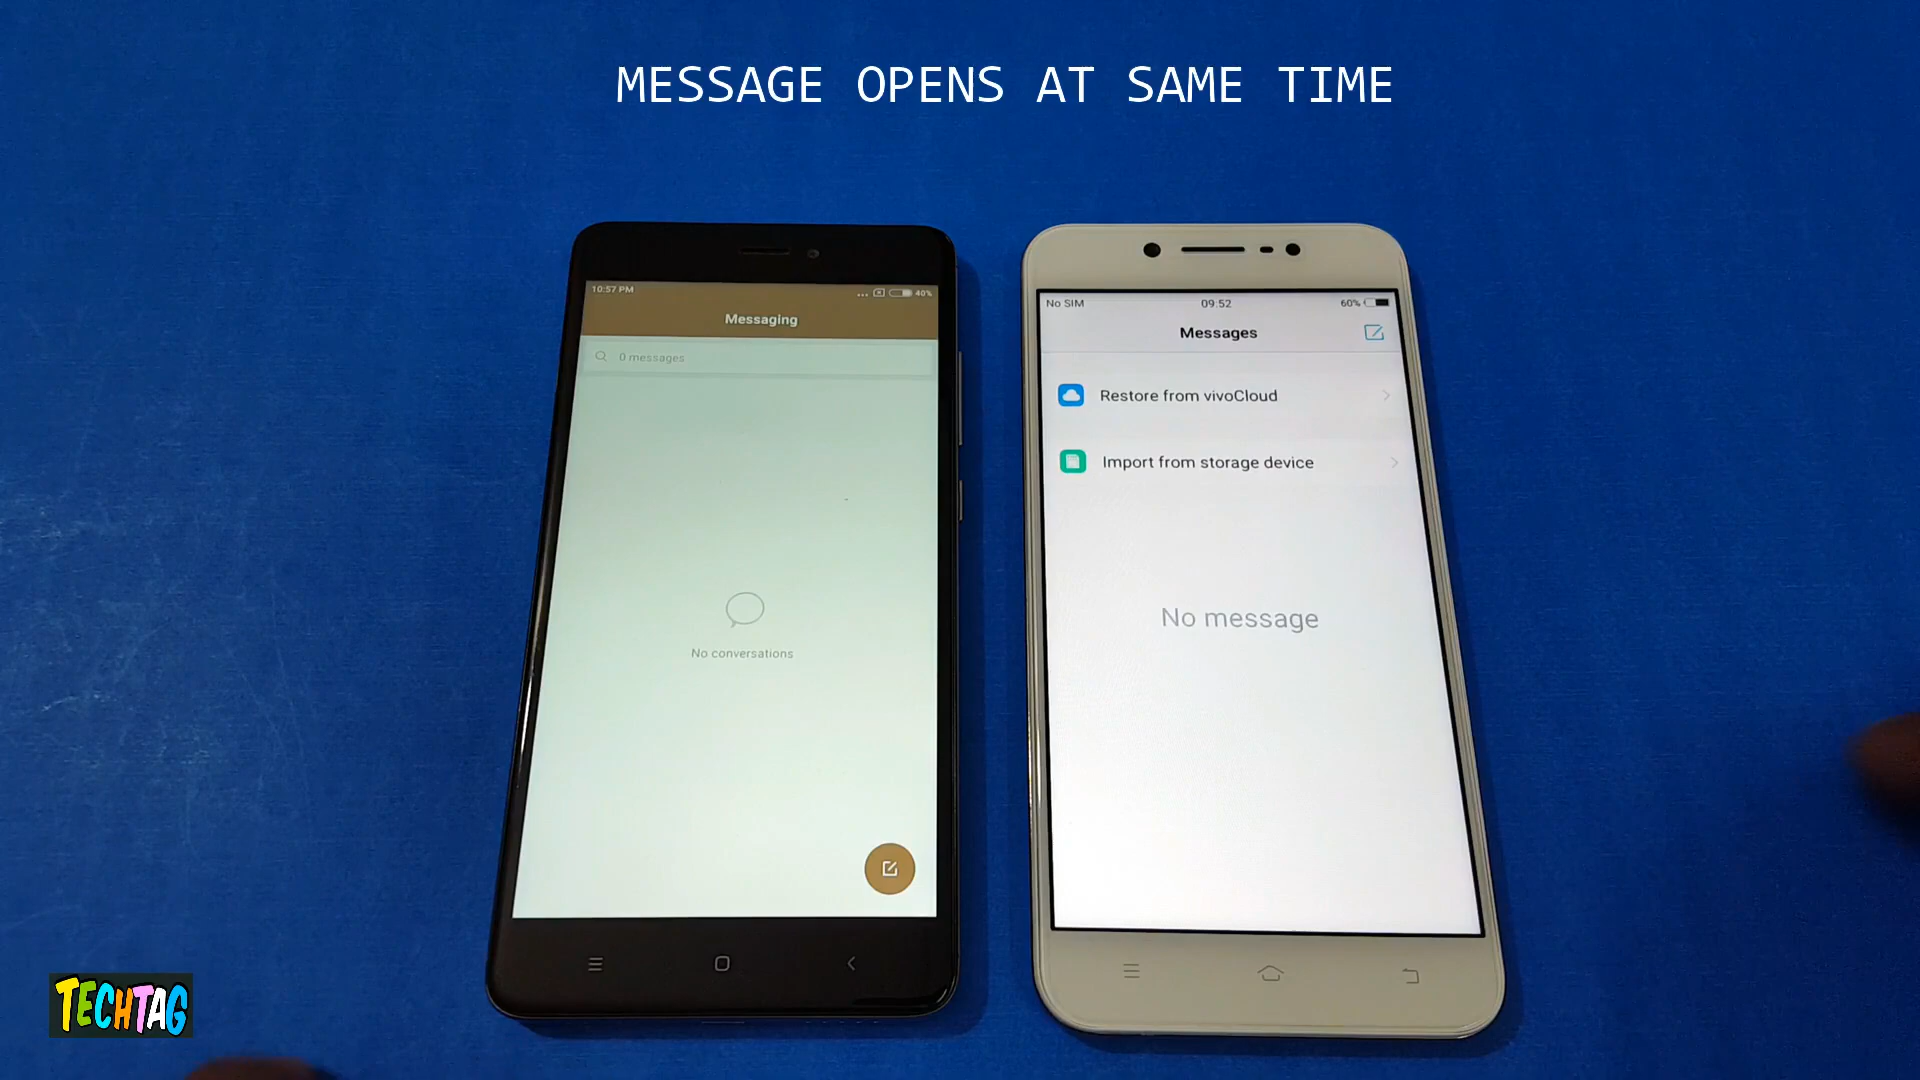 MESSAGE OPENS AT SAME TIME
10:57 PM
40%
Messaging
0 messages
No conversations
No SIM
09:52
60%
Messages
Restore from vivoCloud
Import from storage device
No message
TECHTAG